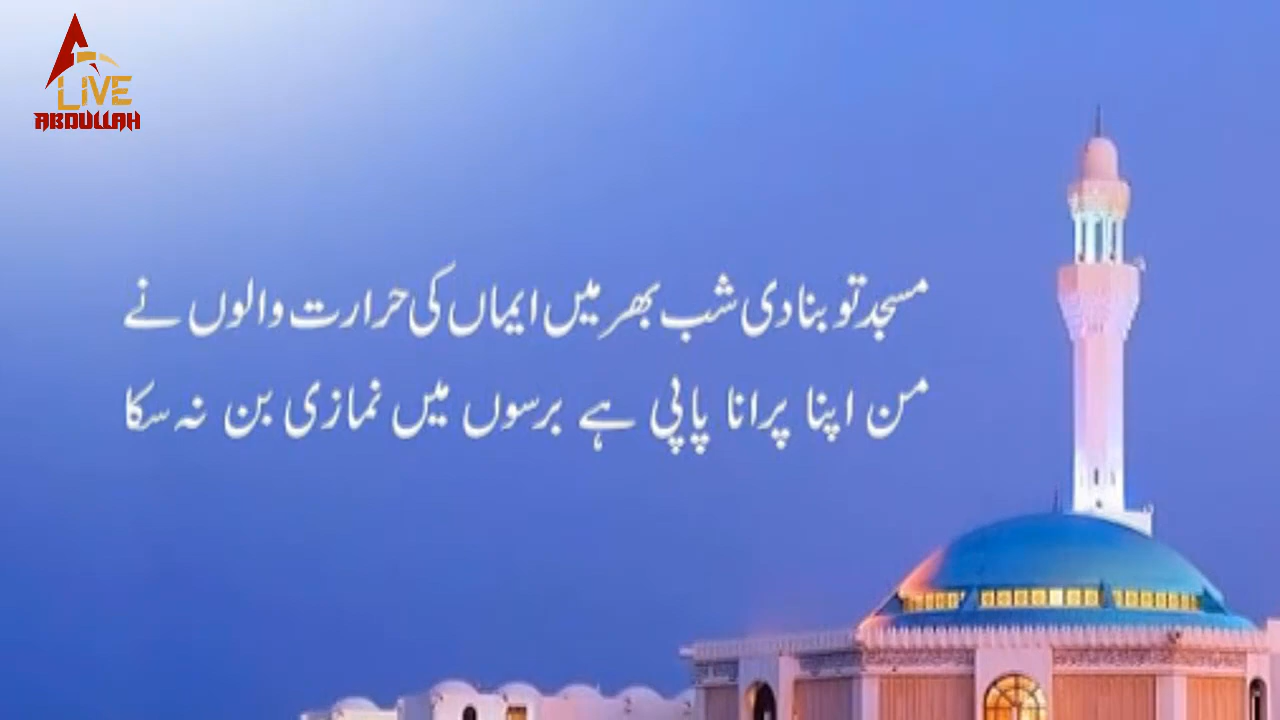 ALIVE
ABDULLAH
مسجد تو بنا دی شب بھر میں ایماں کی حرارت والوں نے
من اپنا پرانا پاپی ہے برسوں میں نمازی بن نہ سکا